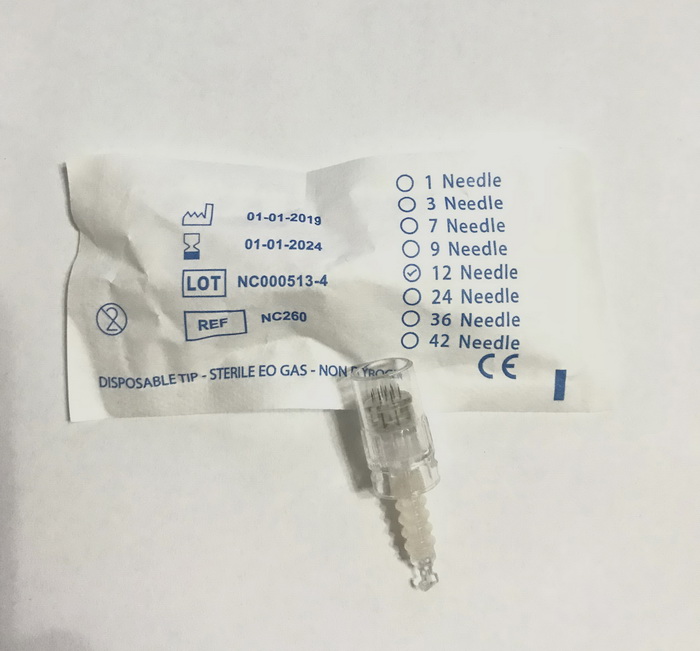 01-01-2019
01-01-2024
LOT NC000513-4
REF NC260
2
DISPOSABLE TIP - STERILE EO GAS - NON
1 Needle
3 Needle
7 Needle
9 Needle
12 Needle
24 Needle
36 Needle
42 Needle
CE